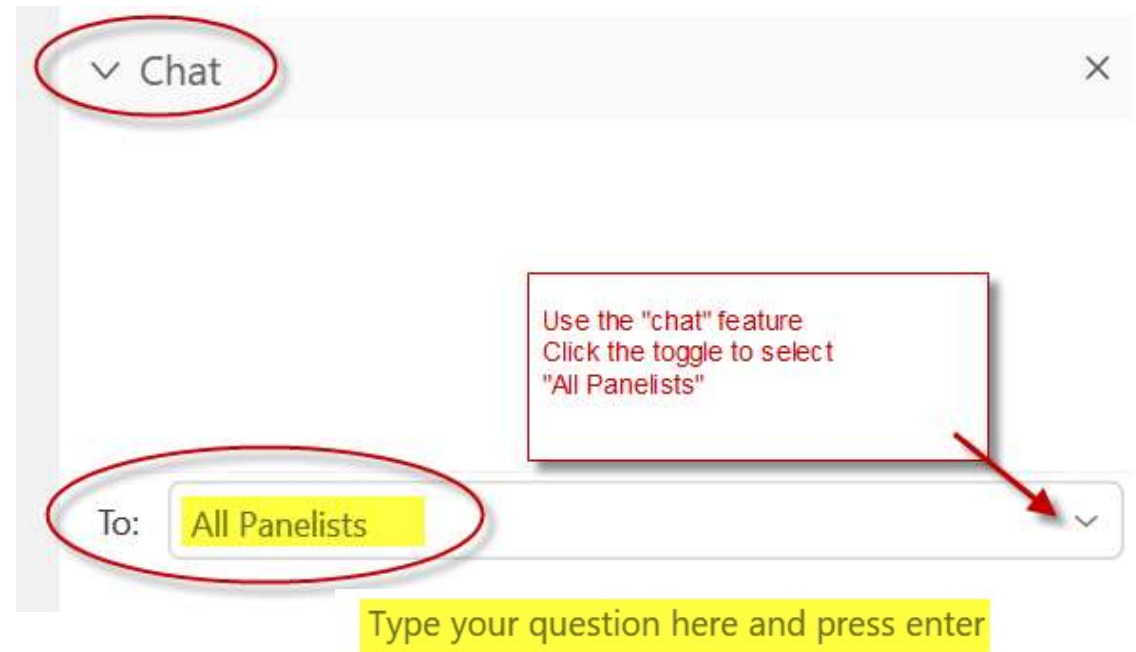 Chat
Use the "chat" feature
Click the toggle to select
"All Panelists"
To: All Panelists
Type your question here and press enter